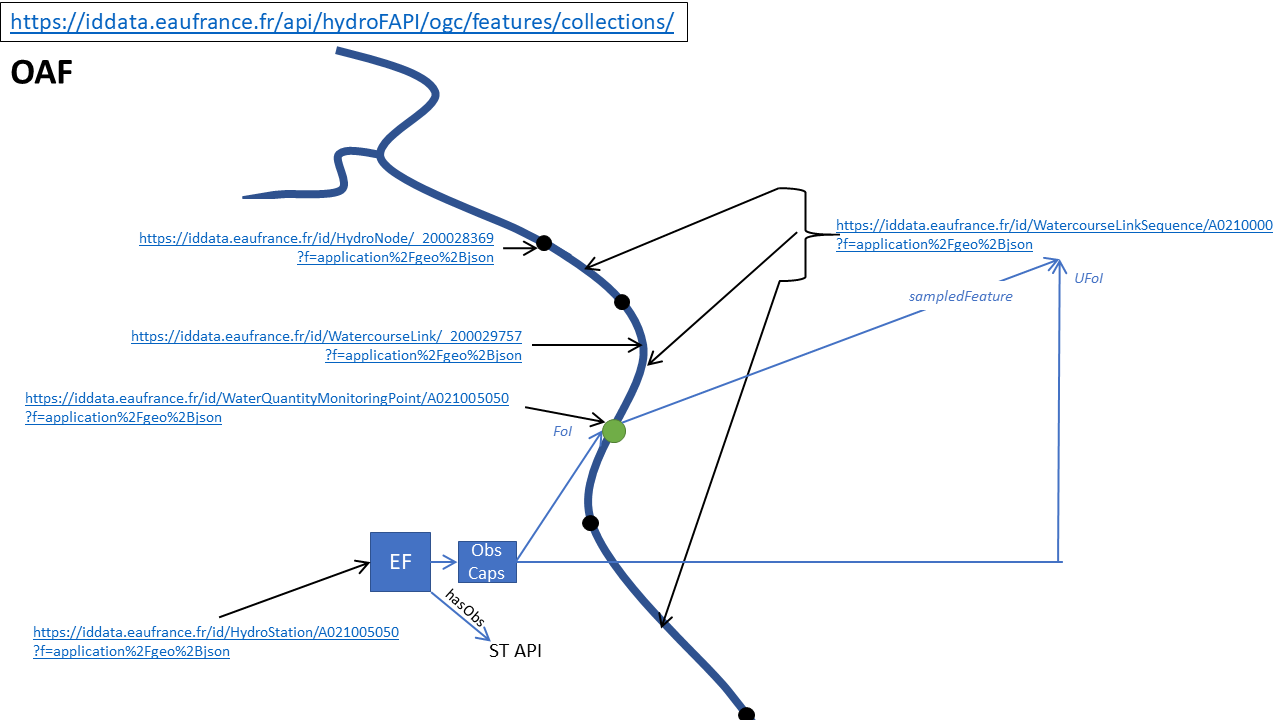 https://iddata.eaufrance.fr/api/hydroFAPI/ogc/features/collections/
OAF
https://iddata.eaufrance.fr/id/HydroNode/_200028369
?f=application%2Fgeo%2Bjson
https://iddata.eaufrance.fr/id/WatercourseLinkSequence/A0210000
?f=application%2Fgeo%2Bjson
UFoI
sampledFeature
https://iddata.eaufrance.fr/id/WatercourseLink/_200029757
?f=application%2Fgeo%2Bjson
https://iddata.eaufrance.fr/id/WaterQuantityMonitoringPoint/A021005050
?f=application%2Fgeo%2Bjson
FoI
EF
Obs
Caps
hasObs
https://iddata.eaufrance.fr/id/HydroStation/A021005050
?f=application%2Fgeo%2Bjson
ST API